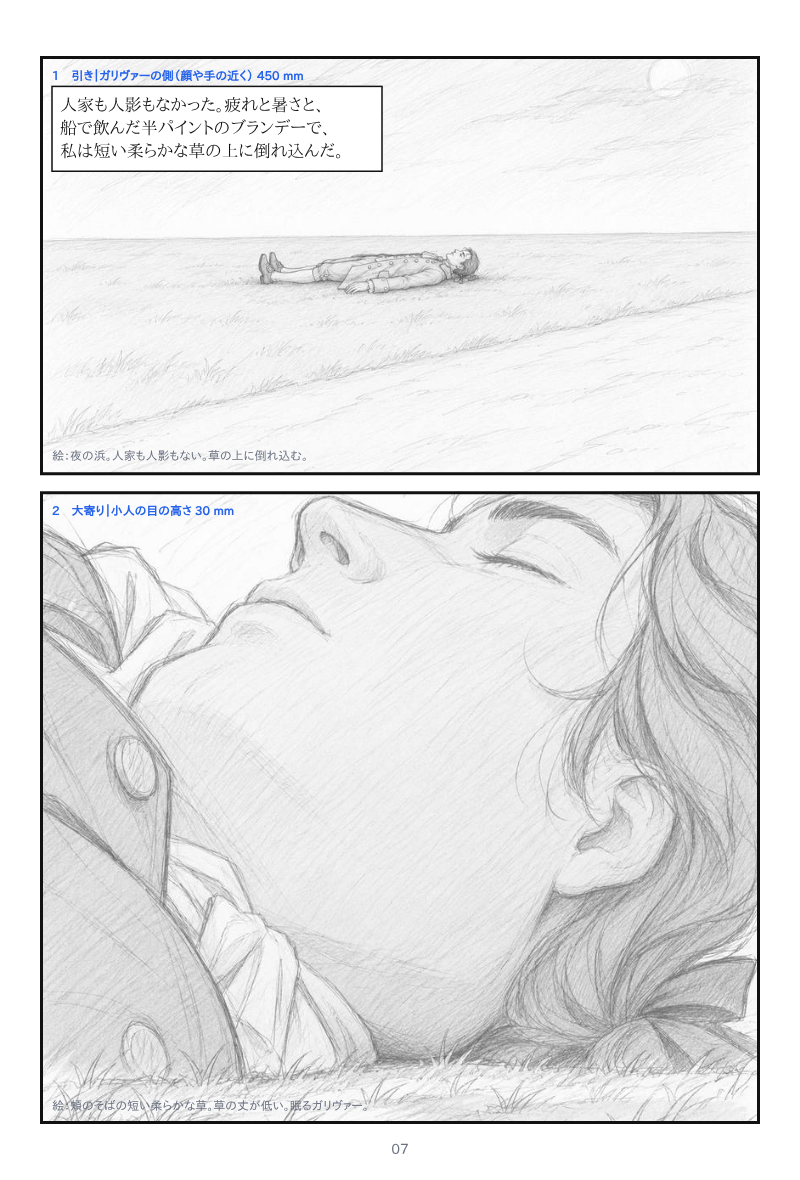 1 引き|ガリヴァーの側(顔や手の近く) 450 mm
人家も人影もなかった。疲れと暑さと、
船で飲んだ半パイントのブランデーで、
私は短い柔らかな草の上に倒れ込んだ。
絵:夜の浜。人家も人影もない。草の上に倒れ込む。
2 大寄り|小人の目の高さ 30 mm
絵:頬のそばの短い柔らかな草。草の丈が低い。眠るガリヴァー。
07